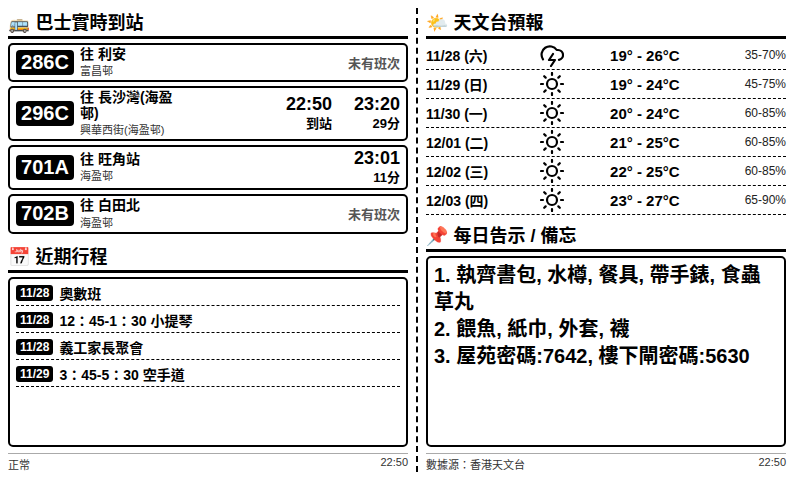 巴士實時到站
286C 往 利安 未有班次
富昌邨
296C 往 長沙灣(海盈邨) 22:50 23:20
興華西街(海盈邨) 到站 29分
701A 往 旺角站 23:01
海盈邨 11分
702B 往 白田北 未有班次
海盈邨
近期行程
11/28 奧數班
11/28 12：45-1：30 小提琴
11/28 義工家長聚會
11/29 3：45-5：30 空手道
正常 22:50
天文台預報
11/28 (六) 19° - 26°C 35-70%
11/29 (日) 19° - 24°C 45-75%
11/30 (一) 20° - 24°C 60-85%
12/01 (二) 21° - 25°C 60-85%
12/02 (三) 22° - 25°C 60-85%
12/03 (四) 23° - 27°C 65-90%
每日告示 / 備忘
1. 執齊書包, 水樽, 餐具, 帶手錶, 食蟲
草丸
2. 餵魚, 紙巾, 外套, 襪
3. 屋苑密碼:7642, 樓下閘密碼:5630
數據源：香港天文台 22:50